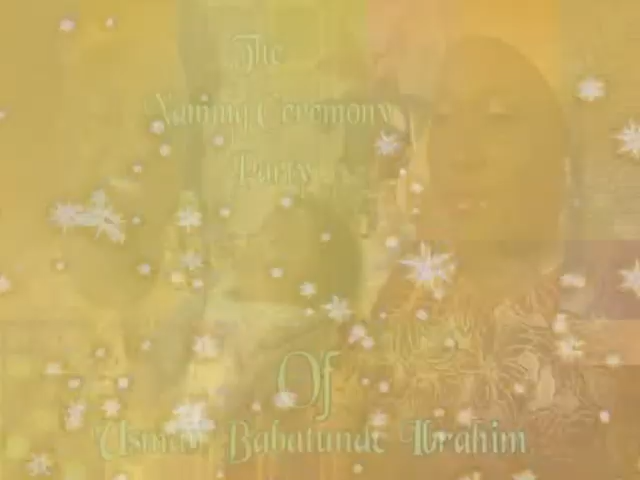 The
Naming Ceremony
Party
Of
Usman Babatunde Ibrahim